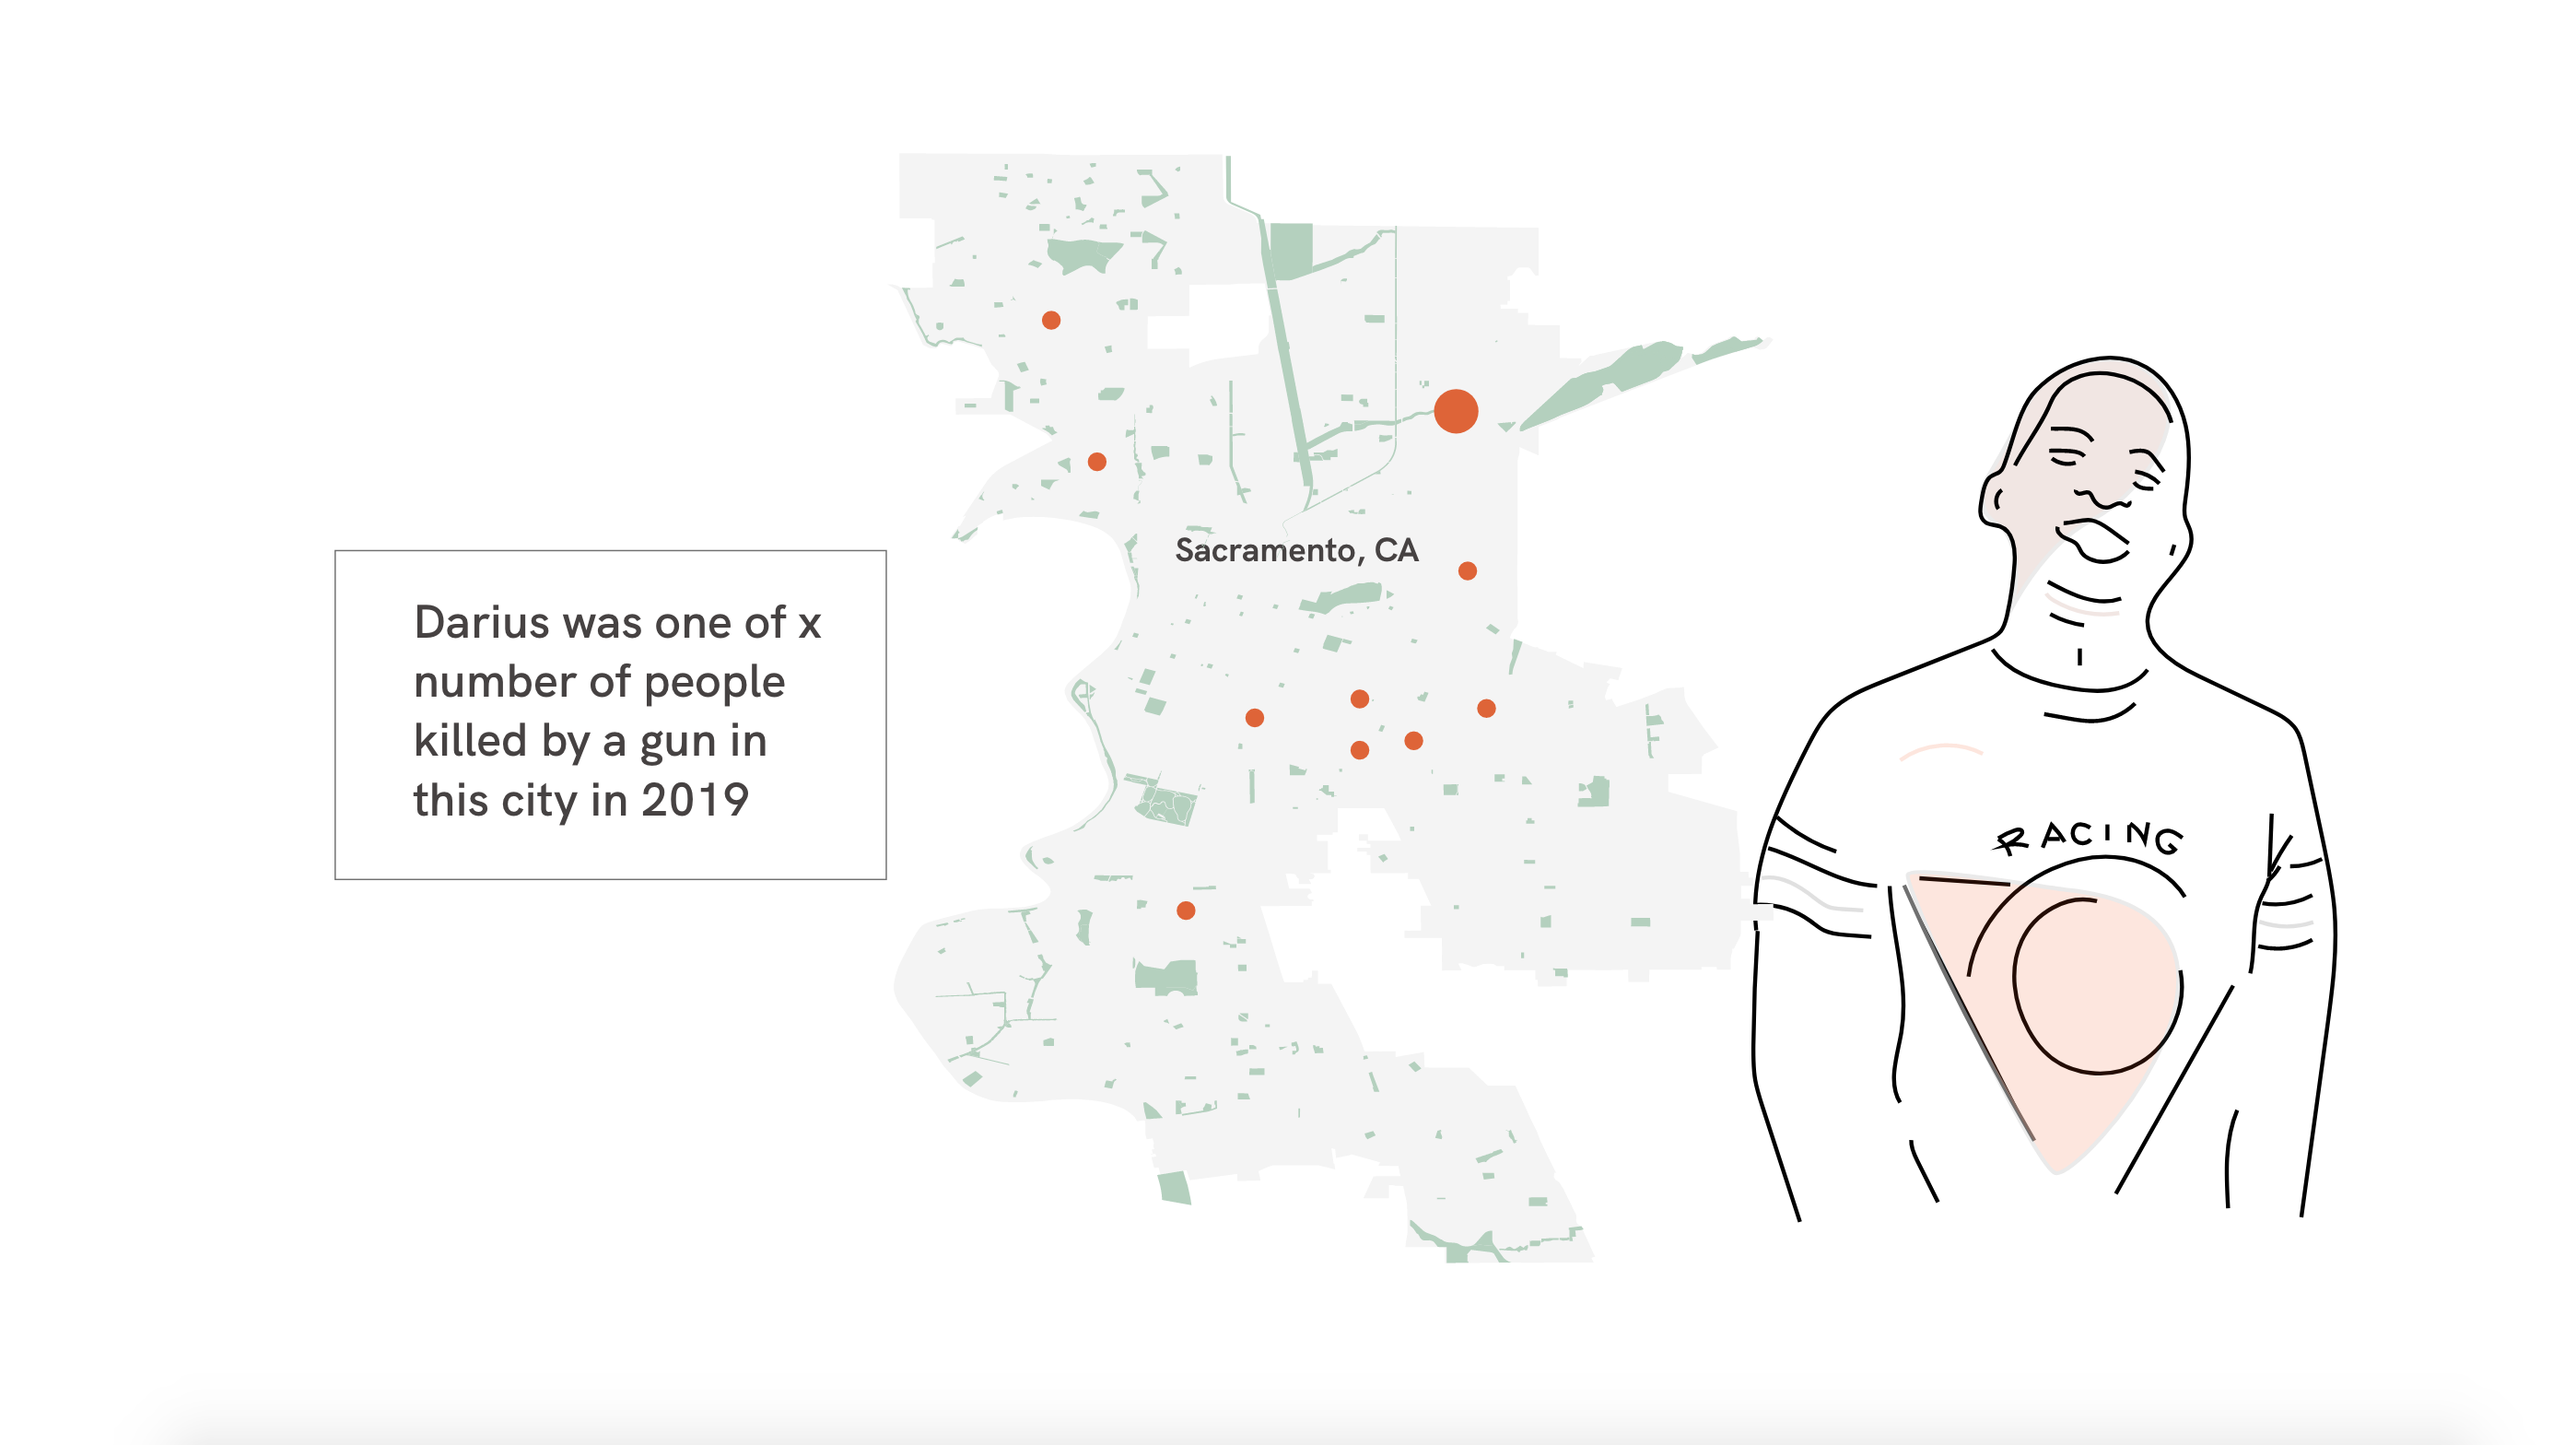 Sacramento, CA
Darius was one of x
number of people
killed by a gun in
this city in 2019
RACING